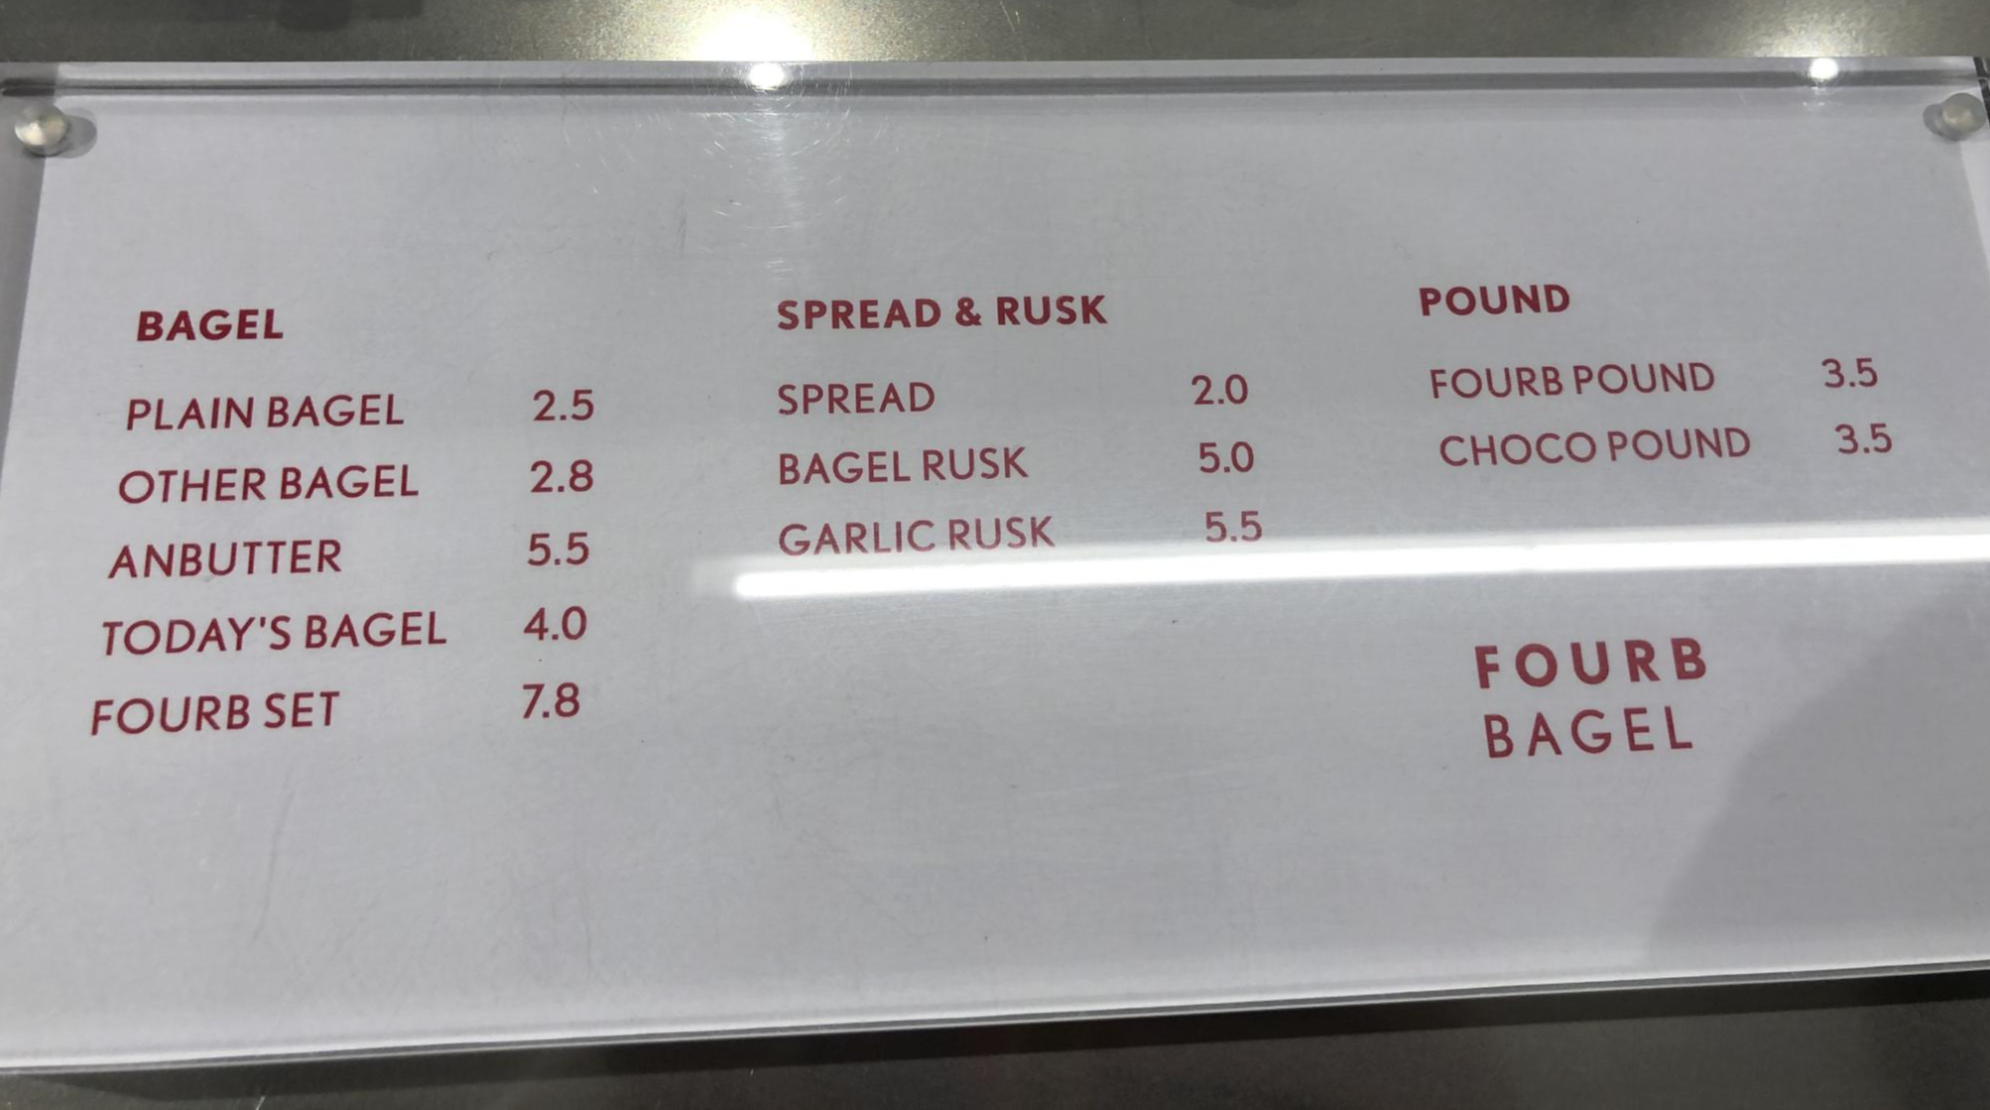 BAGEL
PLAIN BAGEL 2.5
OTHER BAGEL 2.8
ANBUTTER 5.5
TODAY'S BAGEL 4.0
FOURB SET 7.8
SPREAD & RUSK
SPREAD 2.0
BAGEL RUSK 5.0
GARLIC RUSK 5.5
POUND
FOURB POUND 3.5
CHOCO POUND 3.5
FOURB
BAGEL